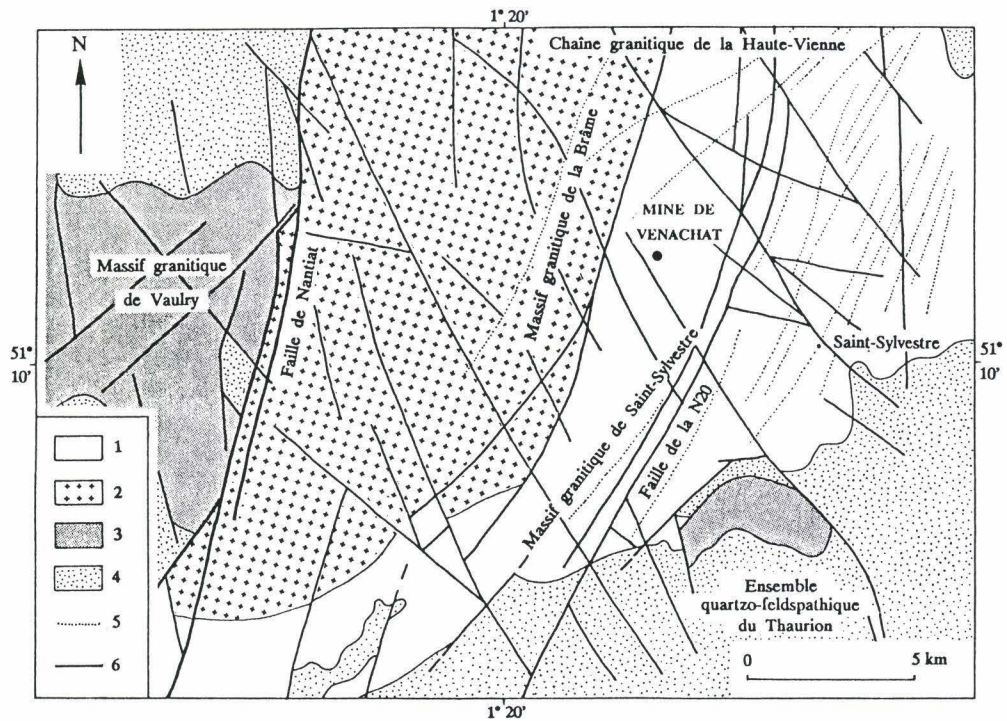 1° 20'
N
Chaîne granitique de la Haute-Vienne
Massif granitique de la Brâme
MINE DE
VENACHAT
Massif granitique
de Vaulry
Faille de Nantiat
Saint-Sylvestre
51°
10'
51°
10'
Massif granitique de Saint-Sylvestre
Faille de la N20
1
2
3
4
5
6
Ensemble
quartzo-feldspathique
du Thaurion
0 5 km
1° 20'